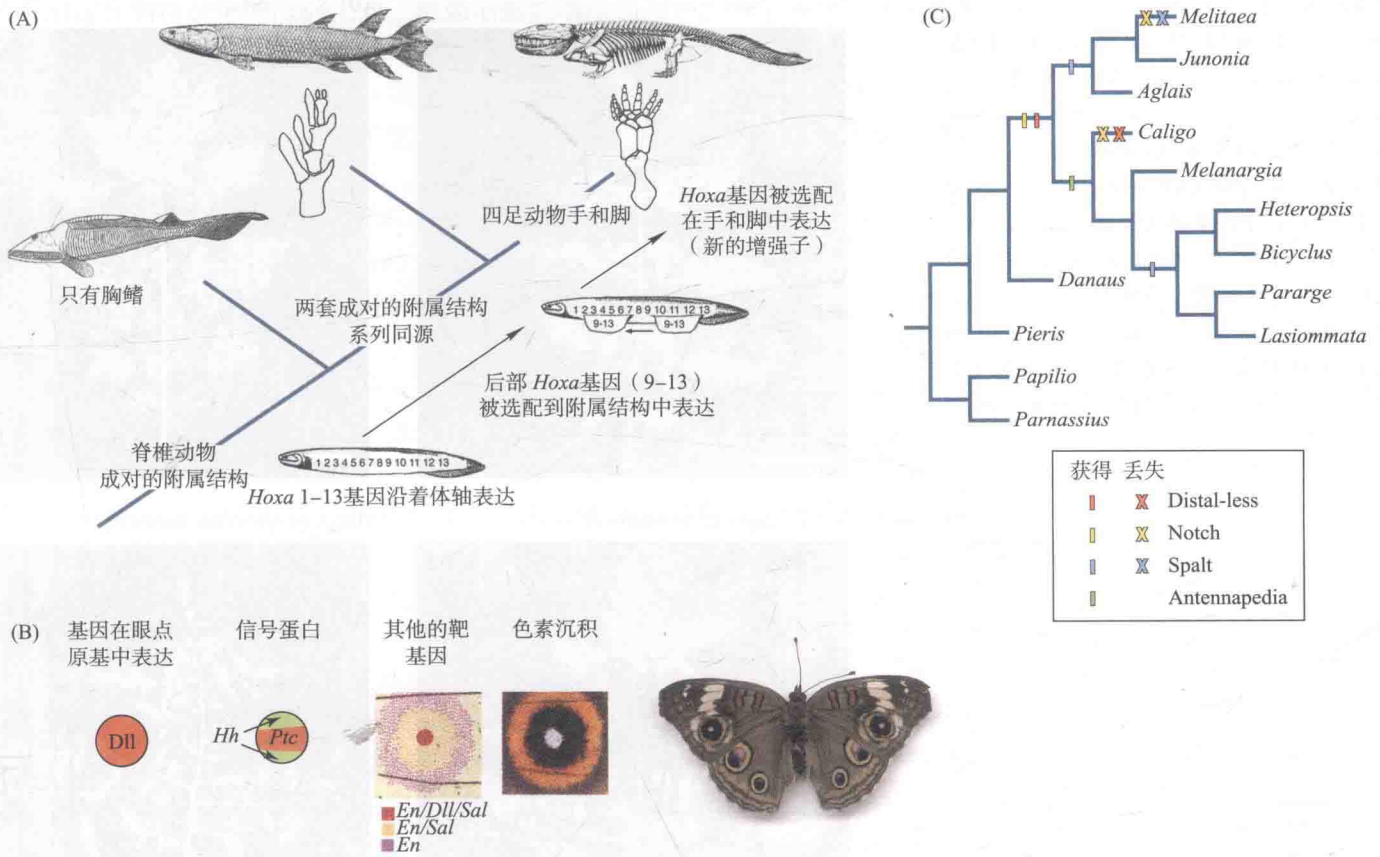 (A)
只有胸鳍
四足动物手和脚
Hoxa基因被选配
在手和脚中表达
(新的增强子)
两套成对的附属结构
系列同源
1 2 3 4 5 6 7 8 9 10 11 12 13
9-13
9-13
后部 Hoxa基因(9–13)
被选配到附属结构中表达
脊椎动物
成对的附属结构
1 2 3 4 5 6 7 8 9 10 11 12 13
Hoxa 1–13基因沿着体轴表达
(B)
基因在眼点
原基中表达
信号蛋白
其他的靶
基因
色素沉积
Dll
Hh
Ptc
En/Dll/Sal
En/Sal
En
(C)
Melitaea
Junonia
Aglais
Caligo
Melanargia
Heteropsis
Bicyclus
Danaus
Pararge
Pieris
Lasiommata
Papilio
Parnassius
获得 丢失
Distal-less
Notch
Spalt
Antennapedia